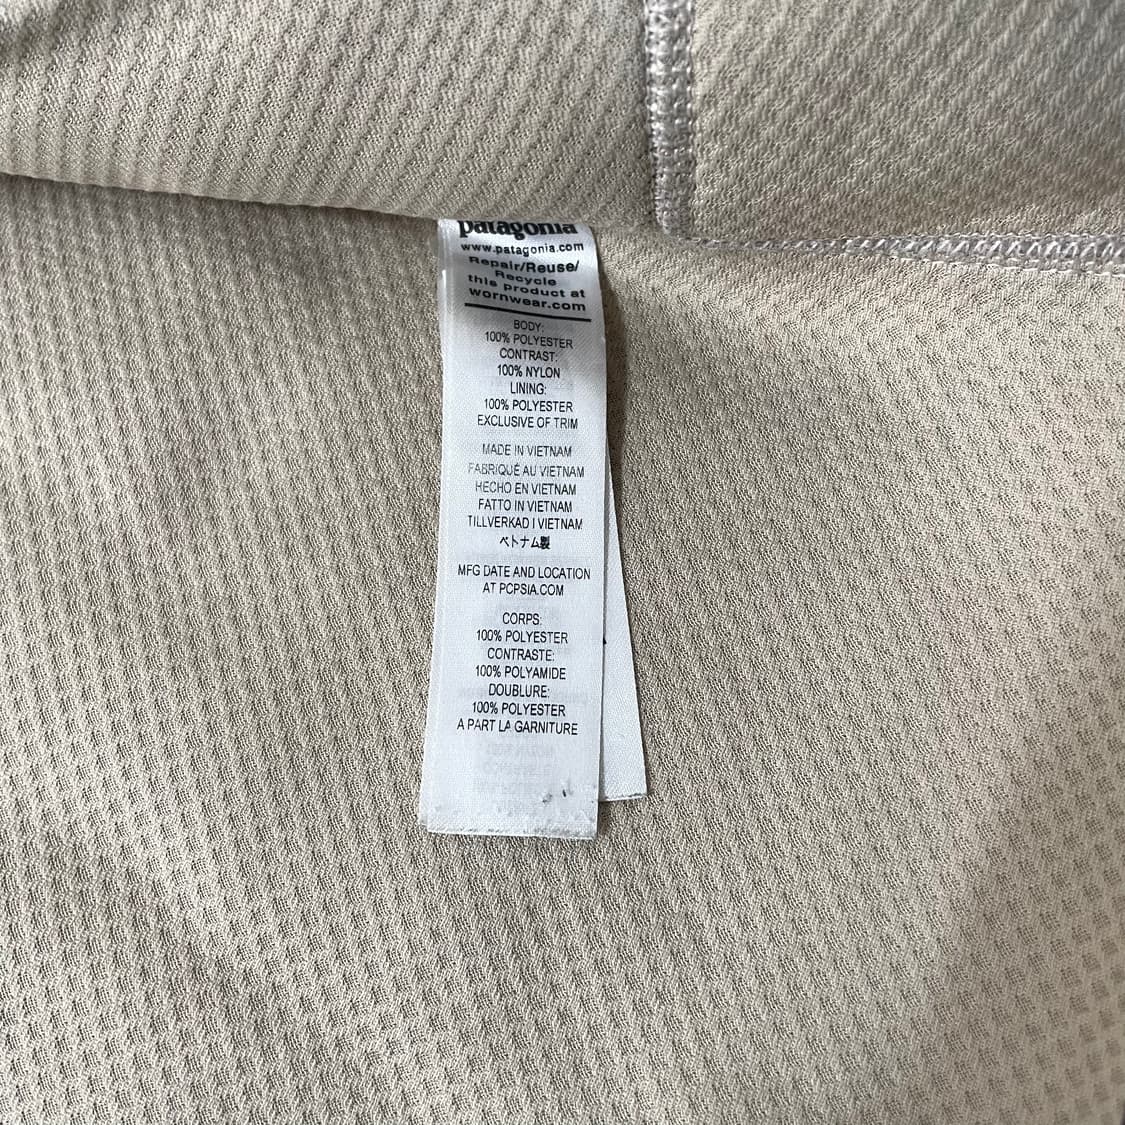 patagonia
www.patagonia.com
Repair/Reuse/
Recycle
this product at
wornwear.com
BODY:
100% POLYESTER
CONTRAST:
100% NYLON
LINING:
100% POLYESTER
EXCLUSIVE OF TRIM
MADE IN VIETNAM
FABRIQUÉ AU VIETNAM
HECHO EN VIETNAM
FATTO IN VIETNAM
TILLVERKAD I VIETNAM
ベトナム製
MFG DATE AND LOCATION
AT PCPSIA.COM
CORPS:
100% POLYESTER
CONTRASTE:
100% POLYAMIDE
DOUBLURE:
100% POLYESTER
A PART LA GARNITURE